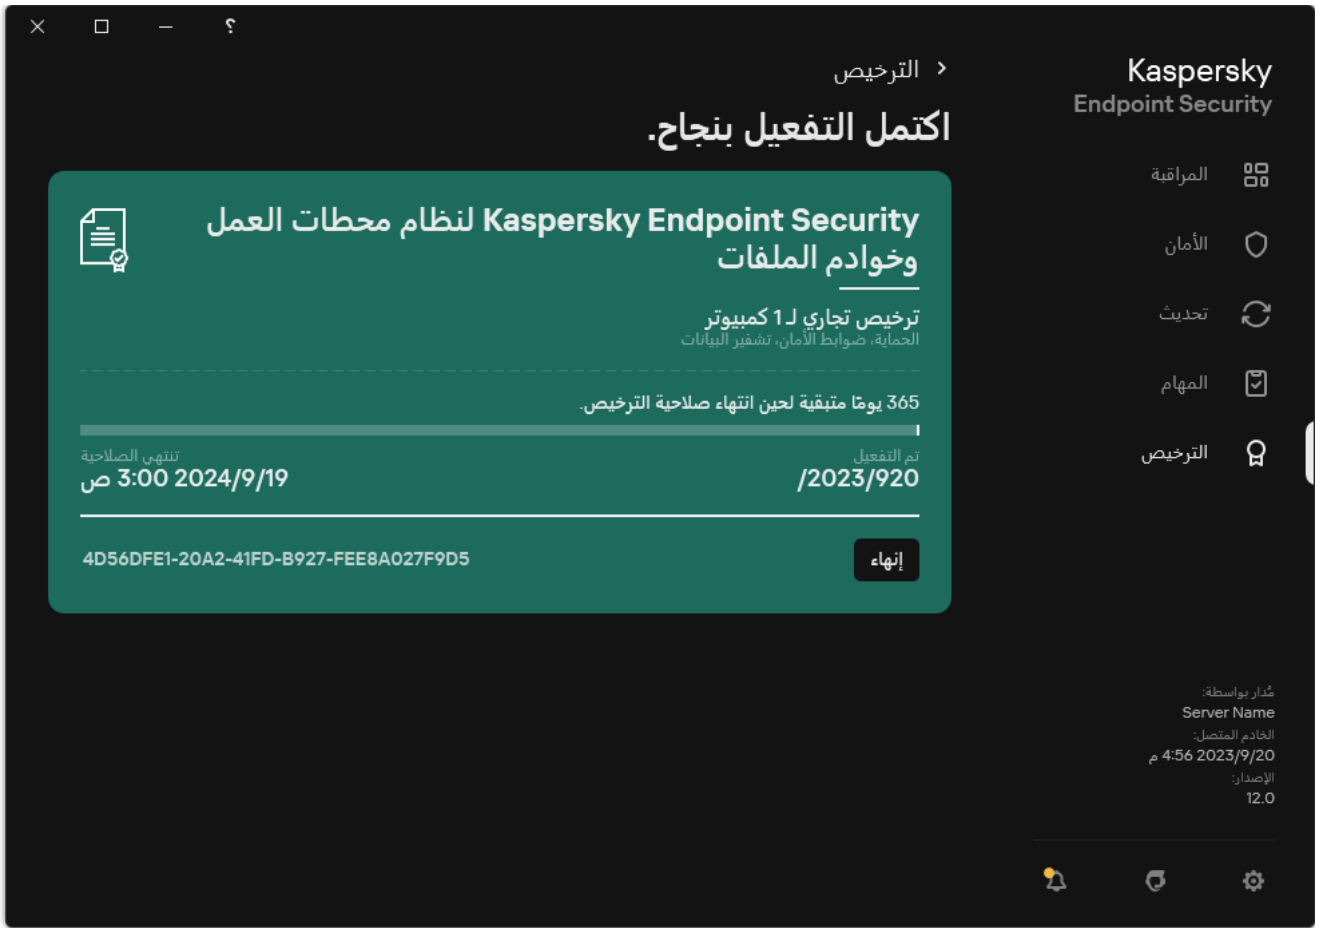 ؟
Kaspersky
Endpoint Security
المراقبة
الأمان
تحديث
المهام
الترخيص
مُدار بواسطة:
Server Name
الخادم المتصل:
2023/9/20 4:56 م
الإصدار:
12.0
الترخيص
اكتمل التفعيل بنجاح.
Kaspersky Endpoint Security لنظام محطات العمل
وخوادم الملفات
ترخيص تجاري لـ 1 كمبيوتر
الحماية، ضوابط الأمان، تشفير البيانات
365 يومًا متبقية لحين انتهاء صلاحية الترخيص.
تم التفعيل
/2023/920
تنتهي الصلاحية
2024/9/19 3:00 ص
إنهاء
4D56DFE1-20A2-41FD-B927-FEE8A027F9D5